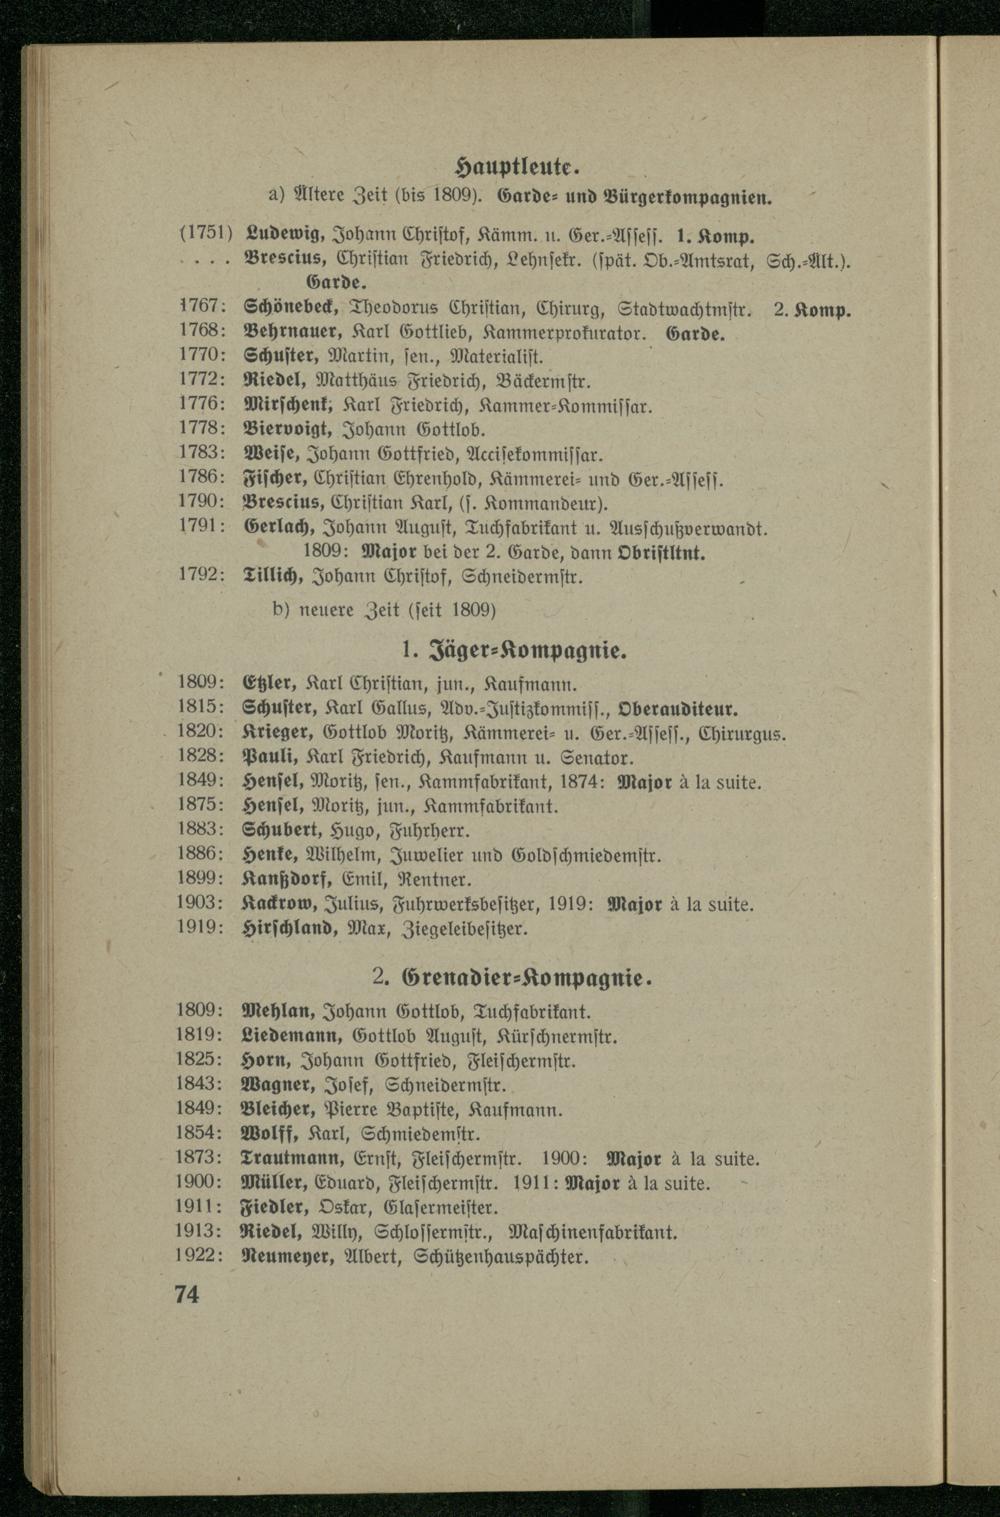 Hauptleute.
a) Ältere Zeit (bis 1809). Garde- und Bürgerkompagnien.
(1751) Ludewig, Johann Christof, Kämm. u. Ger.-Assess. 1. Komp.
.... Brescius, Christian Friedrich, Lehnsekr. (spät. Ob.-Amtsrat, Sch.-Ält.).
Garde.
1767: Schönebeck, Theodorus Christian, Chirurg, Stadtwachtmstr. 2. Komp.
1768: Behrnauer, Karl Gottlieb, Kammerprokurator. Garde.
1770: Schuster, Martin, sen., Materialist.
1772: Riedel, Matthäus Friedrich, Bäckermstr.
1776: Mirschenk, Karl Friedrich, Kammer-Kommissar.
1778: Biervoigt, Johann Gottlob.
1783: Weise, Johann Gottfried, Accisekommissar.
1786: Fischer, Christian Ehrenhold, Kämmerei- und Ger.-Assess.
1790: Brescius, Christian Karl, (s. Kommandeur).
1791: Gerlach, Johann August, Tuchfabrikant u. Ausschußverwandt.
1809: Major bei der 2. Garde, dann Obristltnt.
1792: Tillich, Johann Christof, Schneidermstr.
b) neuere Zeit (seit 1809)
1. Jäger-Kompagnie.
1809: Etzler, Karl Christian, jun., Kaufmann.
1815: Schuster, Karl Gallus, Adv.-Justizkommiss., Oberauditeur.
1820: Krieger, Gottlob Moritz, Kämmerei- u. Ger.-Assess., Chirurgus.
1828: Pauli, Karl Friedrich, Kaufmann u. Senator.
1849: Hensel, Moritz, sen., Kammfabrikant, 1874: Major à la suite.
1875: Hensel, Moritz, jun., Kammfabrikant.
1883: Schubert, Hugo, Fuhrherr.
1886: Henke, Wilhelm, Juwelier und Goldschmiedemstr.
1899: Kanßdorf, Emil, Rentner.
1903: Kackrow, Julius, Fuhrwerksbesitzer, 1919: Major à la suite.
1919: Hirschland, Max, Ziegeleibesitzer.
2. Grenadier-Kompagnie.
1809: Mehlan, Johann Gottlob, Tuchfabrikant.
1819: Liedemann, Gottlob August, Kürschnermstr.
1825: Horn, Johann Gottfried, Fleischermstr.
1843: Wagner, Josef, Schneidermstr.
1849: Bleicher, Pierre Baptiste, Kaufmann.
1854: Wolff, Karl, Schmiedemstr.
1873: Trautmann, Ernst, Fleischermstr. 1900: Major à la suite.
1900: Müller, Eduard, Fleischermstr. 1911: Major à la suite.
1911: Fiedler, Oskar, Glasermeister.
1913: Riedel, Willy, Schlossermstr., Maschinenfabrikant.
1922: Neumeyer, Albert, Schützenhauspächter.
74